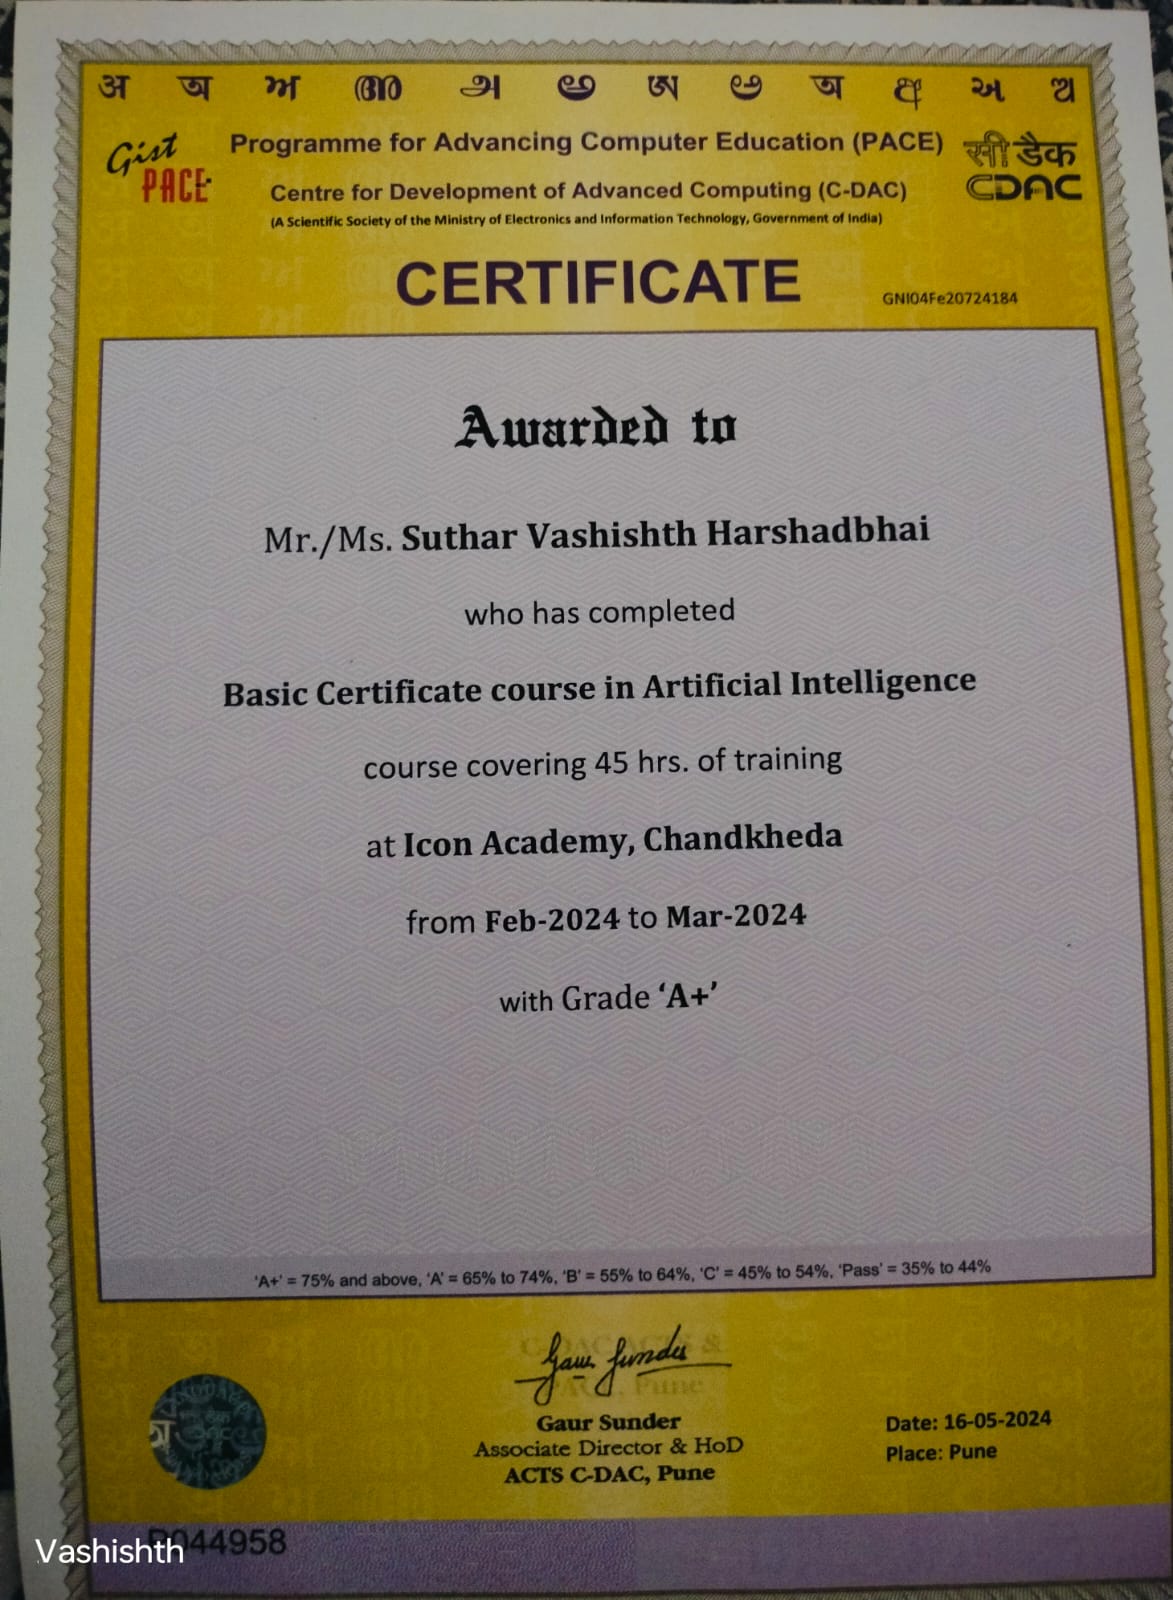 अ অ ਅ അ அ ಅ ৰ అ অ අ અ ଅ
Gist
PACE
Programme for Advancing Computer Education (PACE)
Centre for Development of Advanced Computing (C-DAC)
(A Scientific Society of the Ministry of Electronics and Information Technology, Government of India)
सी डैक
CDAC
CERTIFICATE
GNI04Fe20724184
Awarded to
Mr./Ms. Suthar Vashishth Harshadbhai
who has completed
Basic Certificate course in Artificial Intelligence
course covering 45 hrs. of training
at Icon Academy, Chandkheda
from Feb-2024 to Mar-2024
with Grade ‘A+’
‘A+’ = 75% and above, ‘A’ = 65% to 74%, ‘B’ = 55% to 64%, ‘C’ = 45% to 54%, ‘Pass’ = 35% to 44%
Gaur Sunder
Gaur Sunder
Associate Director & HoD
ACTS C-DAC, Pune
Date: 16-05-2024
Place: Pune
044958
Vashishth